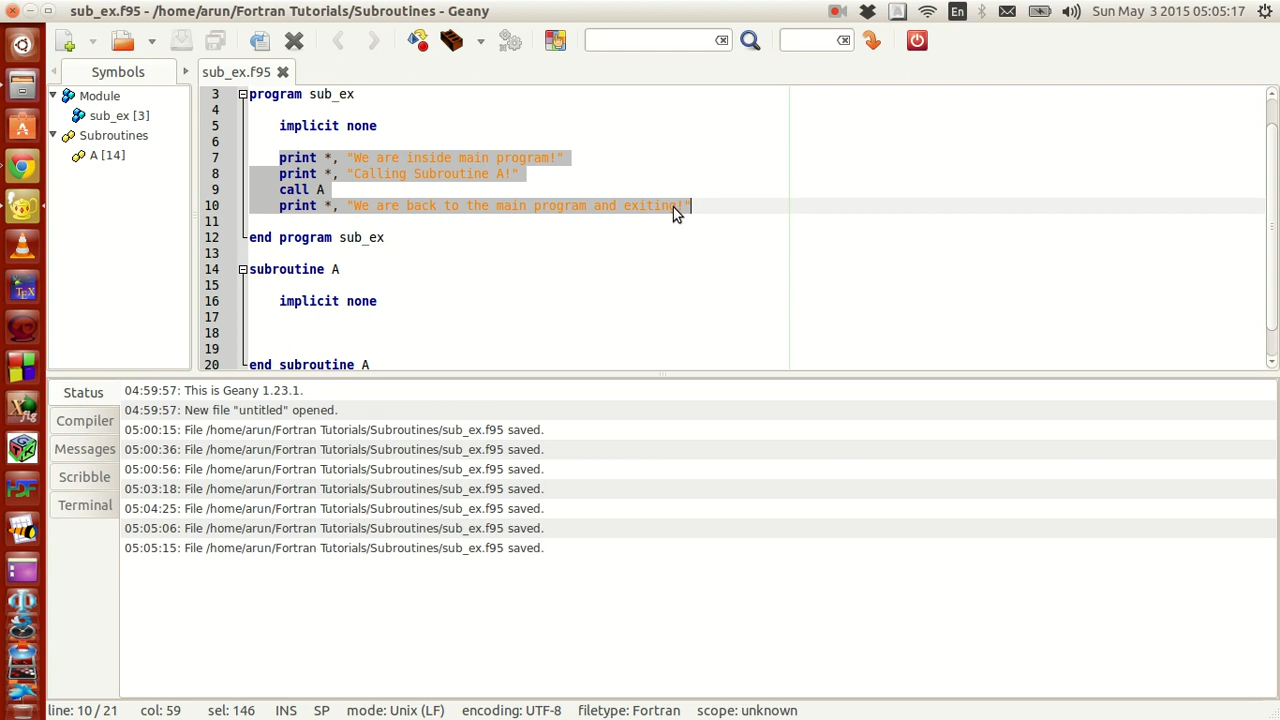 sub_ex.f95 - /home/arun/Fortran Tutorials/Subroutines - Geany
En
Sun May 3 2015 05:05:17
Symbols
sub_ex.f95
Module
sub_ex [3]
Subroutines
A [14]
3 program sub_ex
4
5 implicit none
6
7 print *, "We are inside main program!"
8 print *, "Calling Subroutine A!"
9 call A
10 print *, "We are back to the main program and exiting!"
11
12 end program sub_ex
13
14 subroutine A
15
16 implicit none
17
18
19
20 end subroutine A
Status
Compiler
Messages
Scribble
Terminal
04:59:57: This is Geany 1.23.1.
04:59:57: New file "untitled" opened.
05:00:15: File /home/arun/Fortran Tutorials/Subroutines/sub_ex.f95 saved.
05:00:36: File /home/arun/Fortran Tutorials/Subroutines/sub_ex.f95 saved.
05:00:56: File /home/arun/Fortran Tutorials/Subroutines/sub_ex.f95 saved.
05:03:18: File /home/arun/Fortran Tutorials/Subroutines/sub_ex.f95 saved.
05:04:25: File /home/arun/Fortran Tutorials/Subroutines/sub_ex.f95 saved.
05:05:06: File /home/arun/Fortran Tutorials/Subroutines/sub_ex.f95 saved.
05:05:15: File /home/arun/Fortran Tutorials/Subroutines/sub_ex.f95 saved.
line: 10 / 21 col: 59 sel: 146 INS SP mode: Unix (LF) encoding: UTF-8 filetype: Fortran scope: unknown